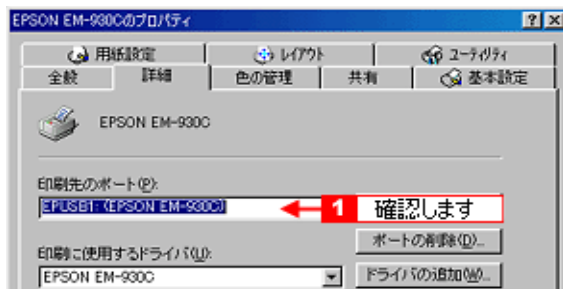 EPSON EM-930Cのプロパティ
用紙設定 レイアウト ユーティリティ
全般 詳細 色の管理 共有 基本設定
EPSON EM-930C
印刷先のポート(P):
EPUSB1: (EPSON EM-930C)
1 確認します
ポートの削除(D)...
印刷に使用するドライバ(U):
EPSON EM-930C
ドライバの追加(W)...